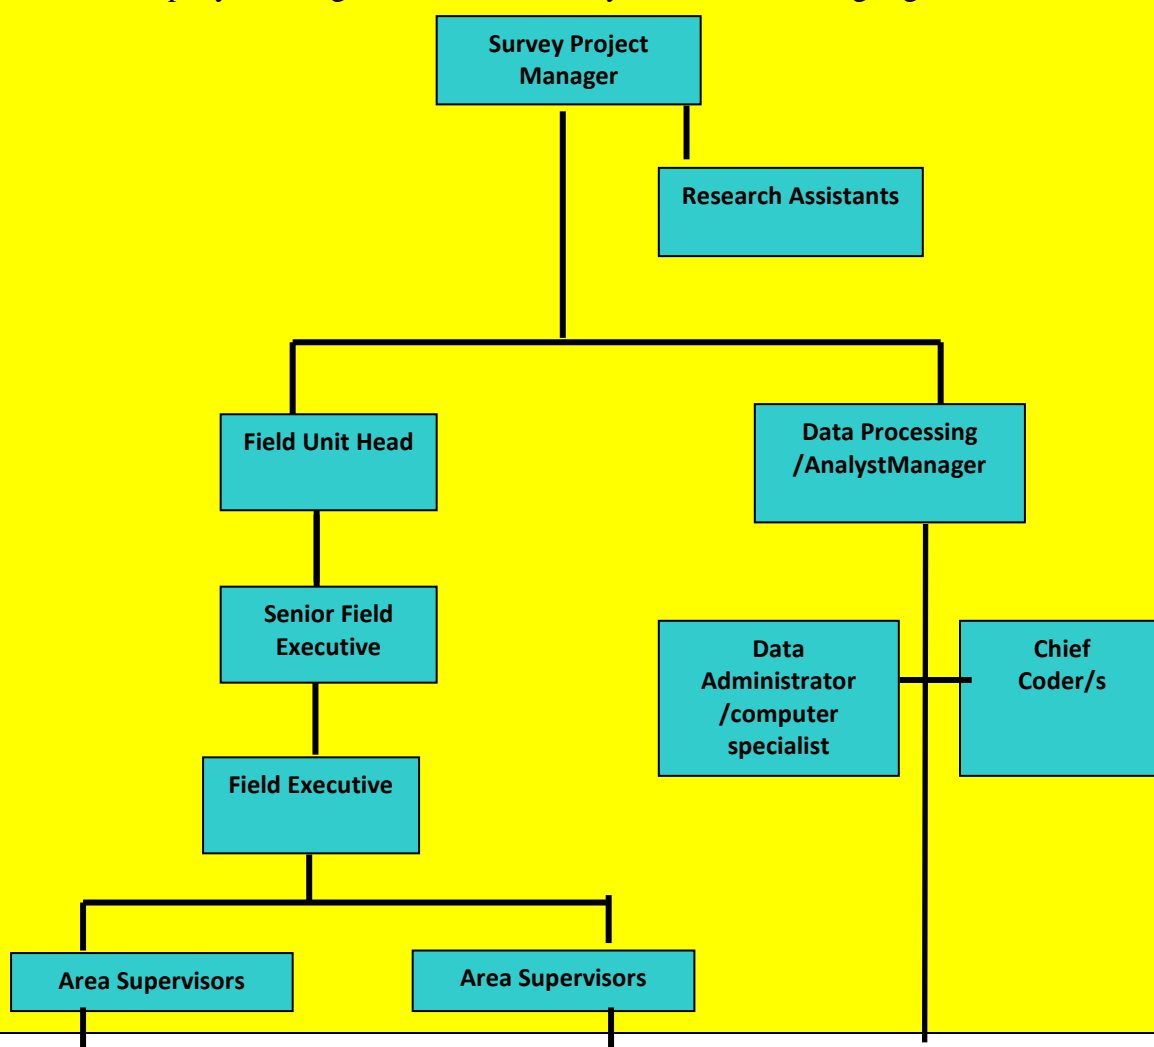 Survey Project
Manager
Research Assistants
Field Unit Head
Data Processing
/AnalystManager
Senior Field
Executive
Data
Administrator
/computer
specialist
Chief
Coder/s
Field Executive
Area Supervisors
Area Supervisors